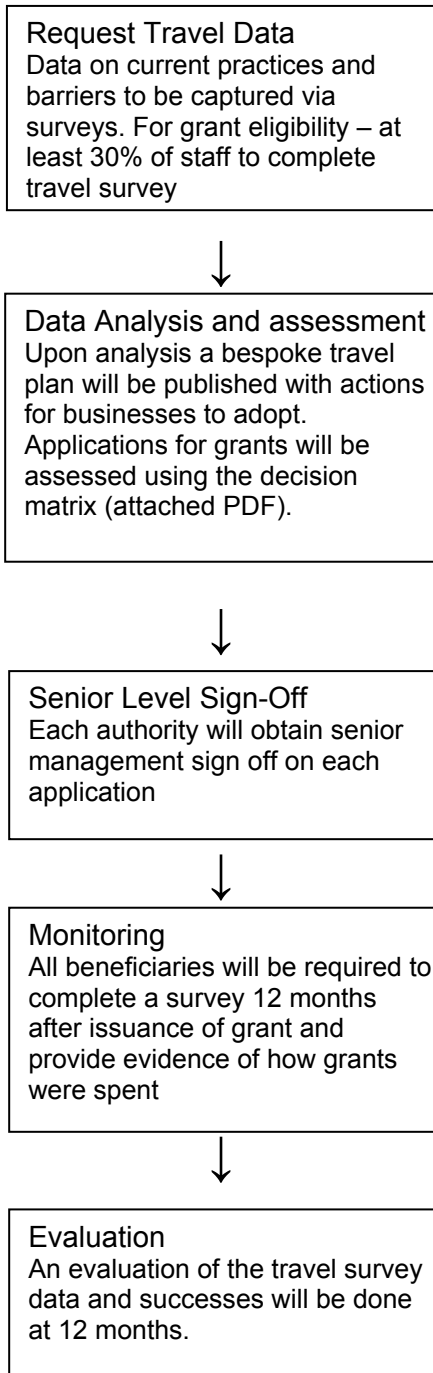 Request Travel Data
Data on current practices and
barriers to be captured via
surveys. For grant eligibility – at
least 30% of staff to complete
travel survey
Data Analysis and assessment
Upon analysis a bespoke travel
plan will be published with actions
for businesses to adopt.
Applications for grants will be
assessed using the decision
matrix (attached PDF).
Senior Level Sign-Off
Each authority will obtain senior
management sign off on each
application
Monitoring
All beneficiaries will be required to
complete a survey 12 months
after issuance of grant and
provide evidence of how grants
were spent
Evaluation
An evaluation of the travel survey
data and successes will be done
at 12 months.